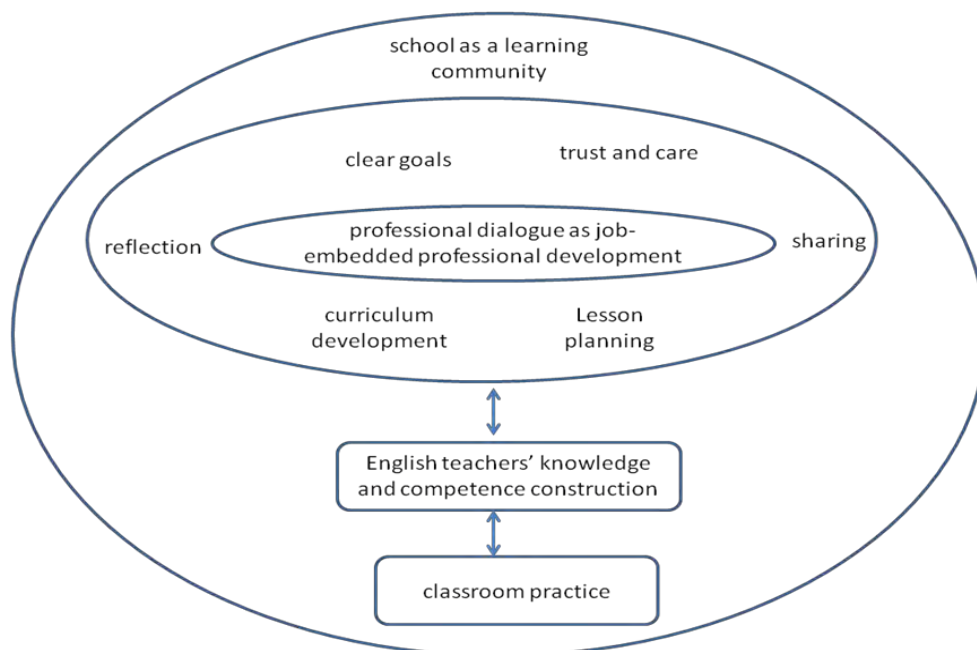 school as a learning
community
clear goals
trust and care
professional dialogue as job-
embedded professional development
reflection
sharing
curriculum
development
Lesson
planning
English teachers’ knowledge
and competence construction
classroom practice